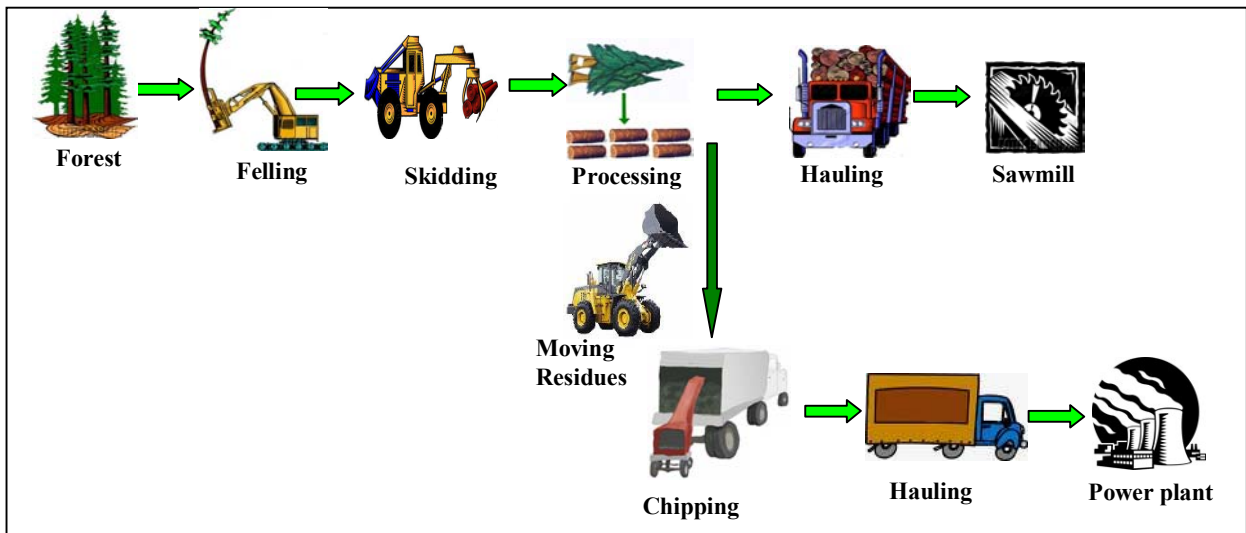 Forest
Felling
Skidding
Processing
Hauling
Sawmill
Moving
Residues
Chipping
Hauling
Power plant